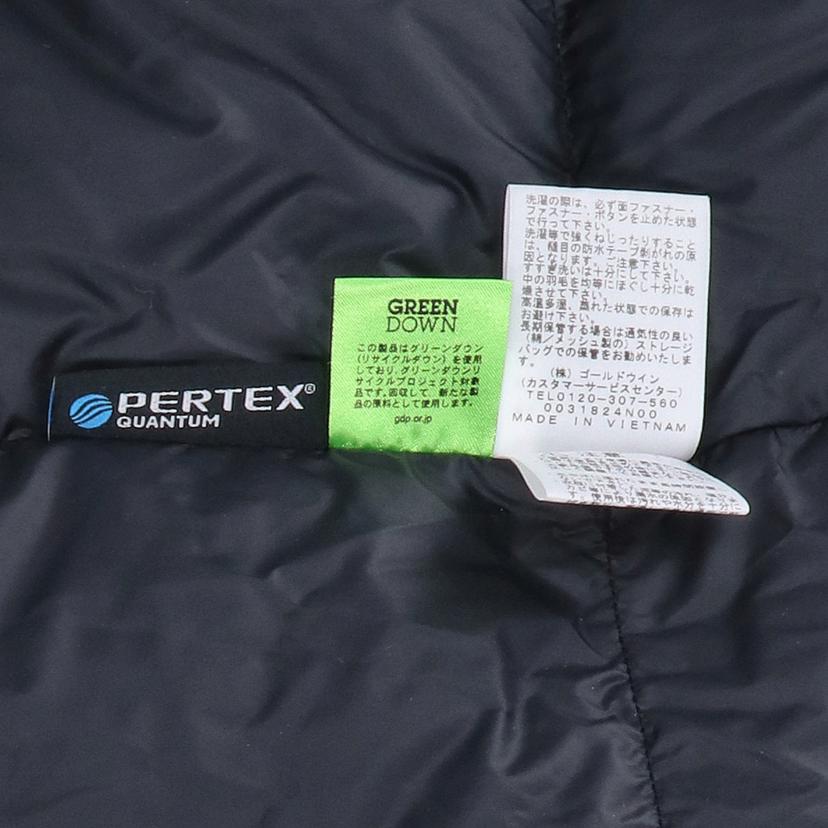 PERTEX®
QUANTUM
GREEN
DOWN
この製品はグリーンダウン
(リサイクルダウン)を使用
しており、グリーンダウンリ
サイクルプロジェクト対象
品です。回収して、新たな製
品の原料として使用します。
gdp.or.jp
洗濯の際は、必ず面ファスナー・
ファスナー・ボタンを止めた状態
で行って下さい。
洗濯等で強くねじったりすること
は、縫目の防水テープ剥がれの原
因となります。ご注意下さい。
すすぎ洗いは十分にして下さい。
中の羽毛を均等にほぐし十分に乾
燥させて下さい。
高温多湿、蒸れた状態での保存は
お避け下さい。
長期保管する場合は通気性の良い
(綿/メッシュ製の)ストレージ
バッグでの保管をお勧めいたしま
す。
(株)ゴールドウイン
(カスタマーサービスセンター)
TEL0120-307-560
0031824N00
MADE IN VIETNAM